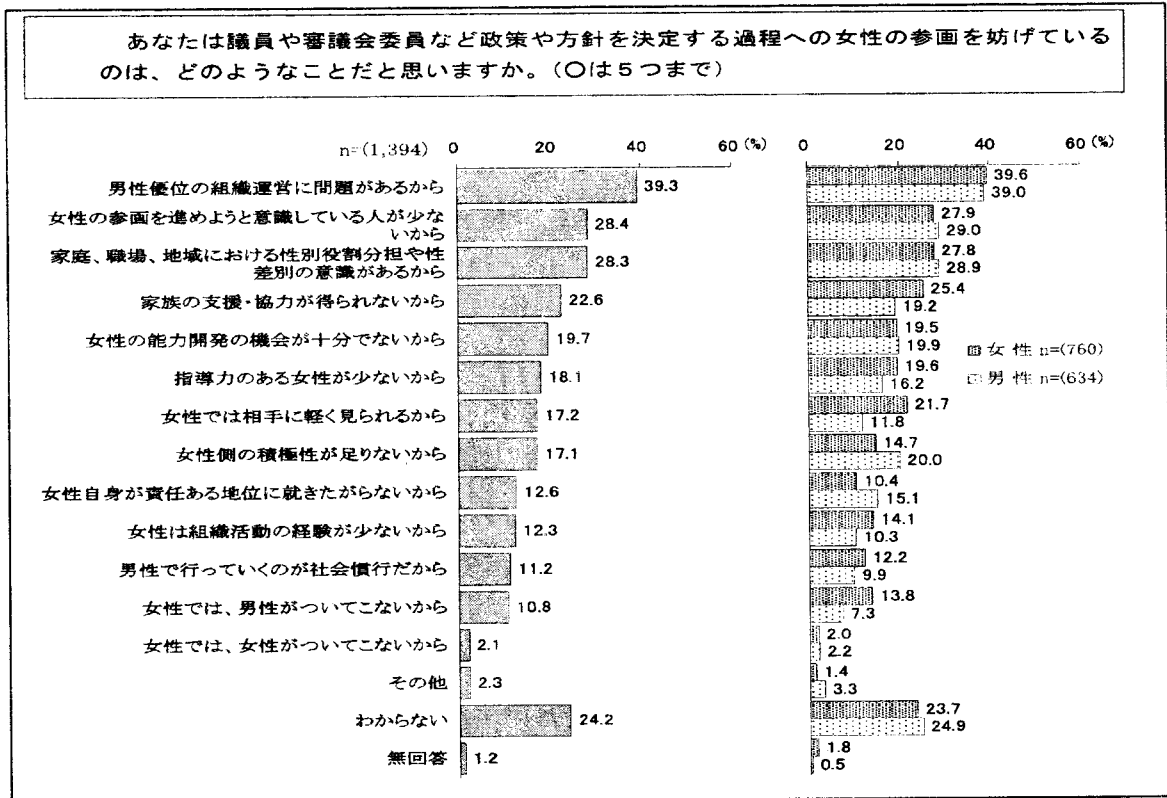 あなたは議員や審議会委員など政策や方針を決定する過程への女性の参画を妨げている
のは、どのようなことだと思いますか。（〇は５つまで）
n=(1,394)
0 20 40 60 (%)
0 20 40 60 (%)
男性優位の組織運営に問題があるから 39.3 39.6
39.0
女性の参画を進めようと意識している人が少な
いから 28.4 27.9
29.0
家庭、職場、地域における性別役割分担や性
差別の意識があるから 28.3 27.8
28.9
家族の支援・協力が得られないから 22.6 25.4
19.2
女性の能力開発の機会が十分でないから 19.7 19.5
19.9
女性 n=(760)
指導力のある女性が少ないから 18.1 19.6
16.2
男性 n=(634)
女性では相手に軽く見られるから 17.2 21.7
11.8
女性側の積極性が足りないから 17.1 14.7
20.0
女性自身が責任ある地位に就きたがらないから 12.6 10.4
15.1
女性は組織活動の経験が少ないから 12.3 14.1
10.3
男性で行っていくのが社会慣行だから 11.2 12.2
9.9
女性では、男性がついてこないから 10.8 13.8
7.3
女性では、女性がついてこないから 2.1 2.0
2.2
その他 2.3 1.4
3.3
わからない 24.2 23.7
24.9
無回答 1.2 1.8
0.5